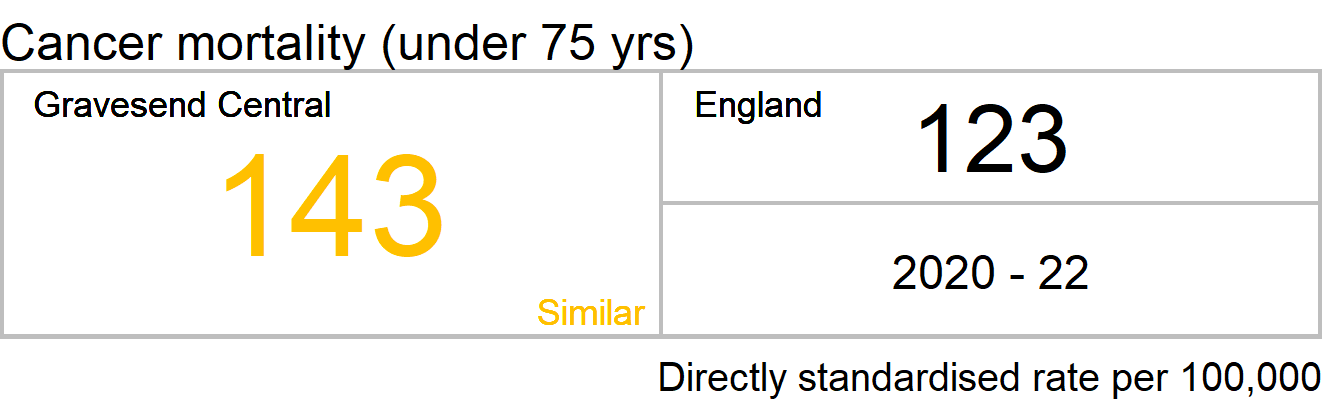 Cancer mortality (under 75 yrs)
Gravesend Central
143
Similar
England
123
2020 - 22
Directly standardised rate per 100,000